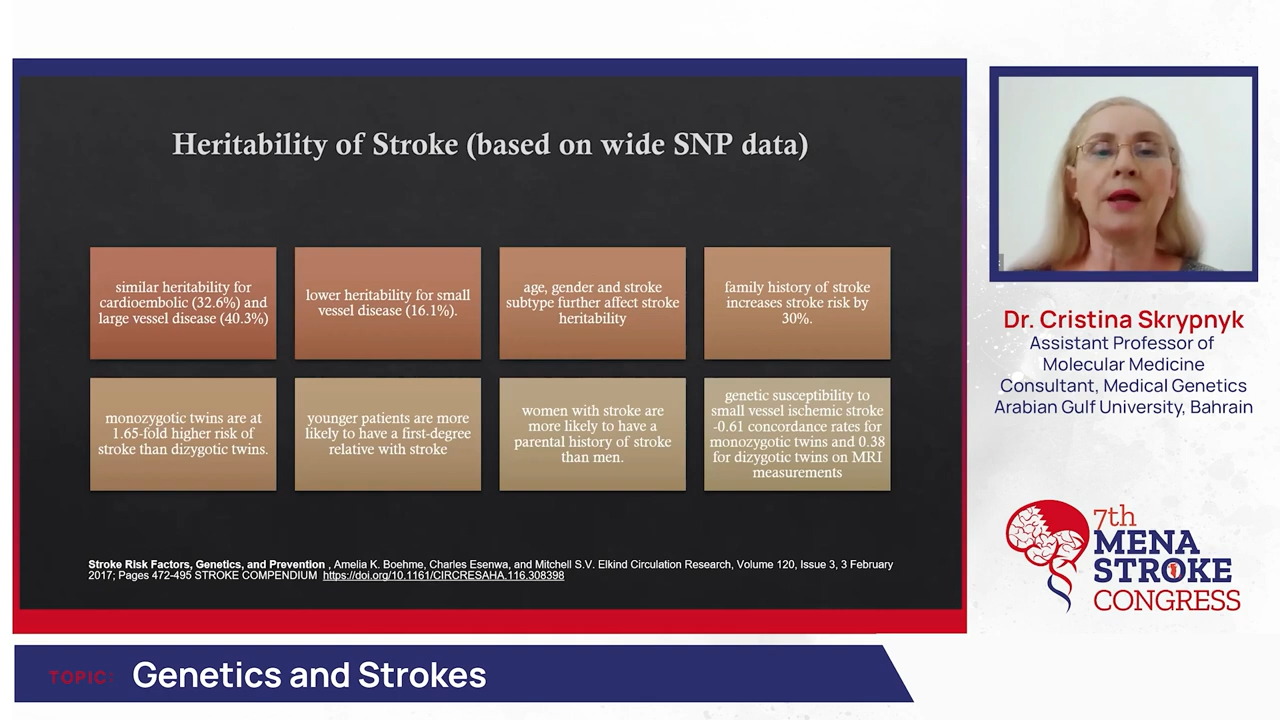 Heritability of Stroke (based on wide SNP data)
similar heritability for
cardioembolic (32.6%) and
large vessel disease (40.3%)
lower heritability for small
vessel disease (16.1%).
age, gender and stroke
subtype further affect stroke
heritability
family history of stroke
increases stroke risk by
30%.
monozygotic twins are at
1.65-fold higher risk of
stroke than dizygotic twins.
younger patients are more
likely to have a first-degree
relative with stroke
women with stroke are
more likely to have a
parental history of stroke
than men.
genetic susceptibility to
small vessel ischemic stroke
-0.61 concordance rates for
monozygotic twins and 0.38
for dizygotic twins on MRI
measurements
Stroke Risk Factors, Genetics, and Prevention , Amelia K. Boehme, Charles Esenwa, and Mitchell S.V. Elkind Circulation Research, Volume 120, Issue 3, 3 February
2017; Pages 472-495 STROKE COMPENDIUM https://doi.org/10.1161/CIRCRESAHA.116.308398
Dr. Cristina Skrypnyk
Assistant Professor of
Molecular Medicine
Consultant, Medical Genetics
Arabian Gulf University, Bahrain
7th
MENA
STROKE
CONGRESS
TOPIC: Genetics and Strokes